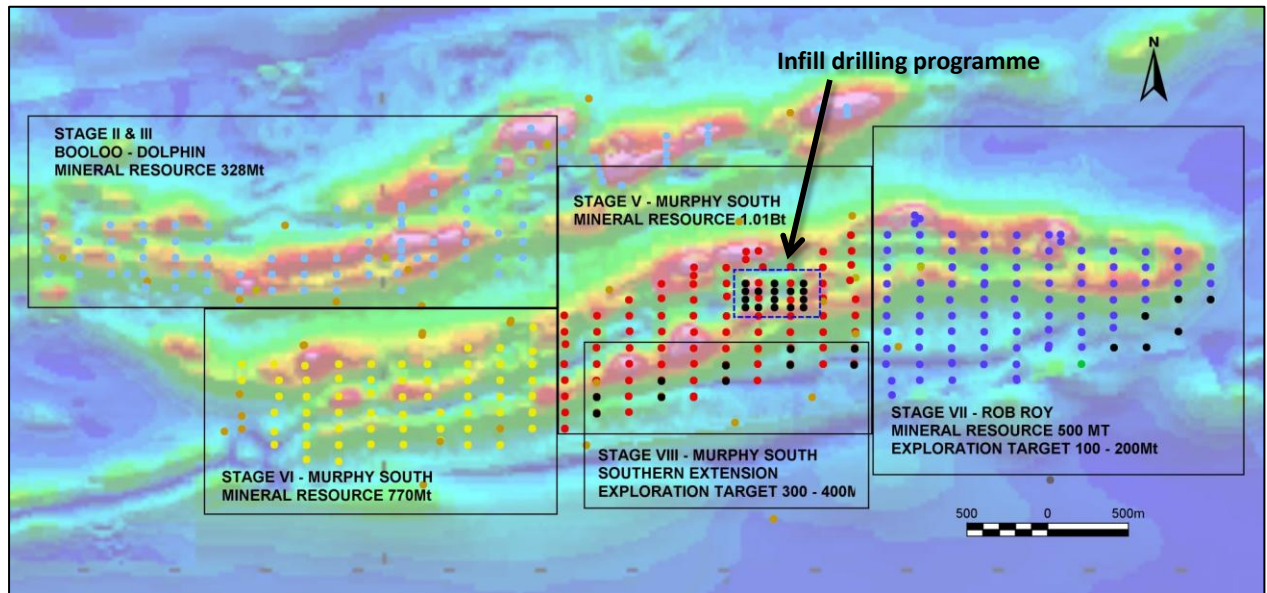 Infill drilling programme
N
STAGE II & III
BOOLOO - DOLPHIN
MINERAL RESOURCE 328Mt
STAGE V - MURPHY SOUTH
MINERAL RESOURCE 1.01Bt
STAGE VII - ROB ROY
MINERAL RESOURCE 500 MT
EXPLORATION TARGET 100 - 200Mt
STAGE VI - MURPHY SOUTH
MINERAL RESOURCE 770Mt
STAGE VIII - MURPHY SOUTH
SOUTHERN EXTENSION
EXPLORATION TARGET 300 - 400M
500 0 500m